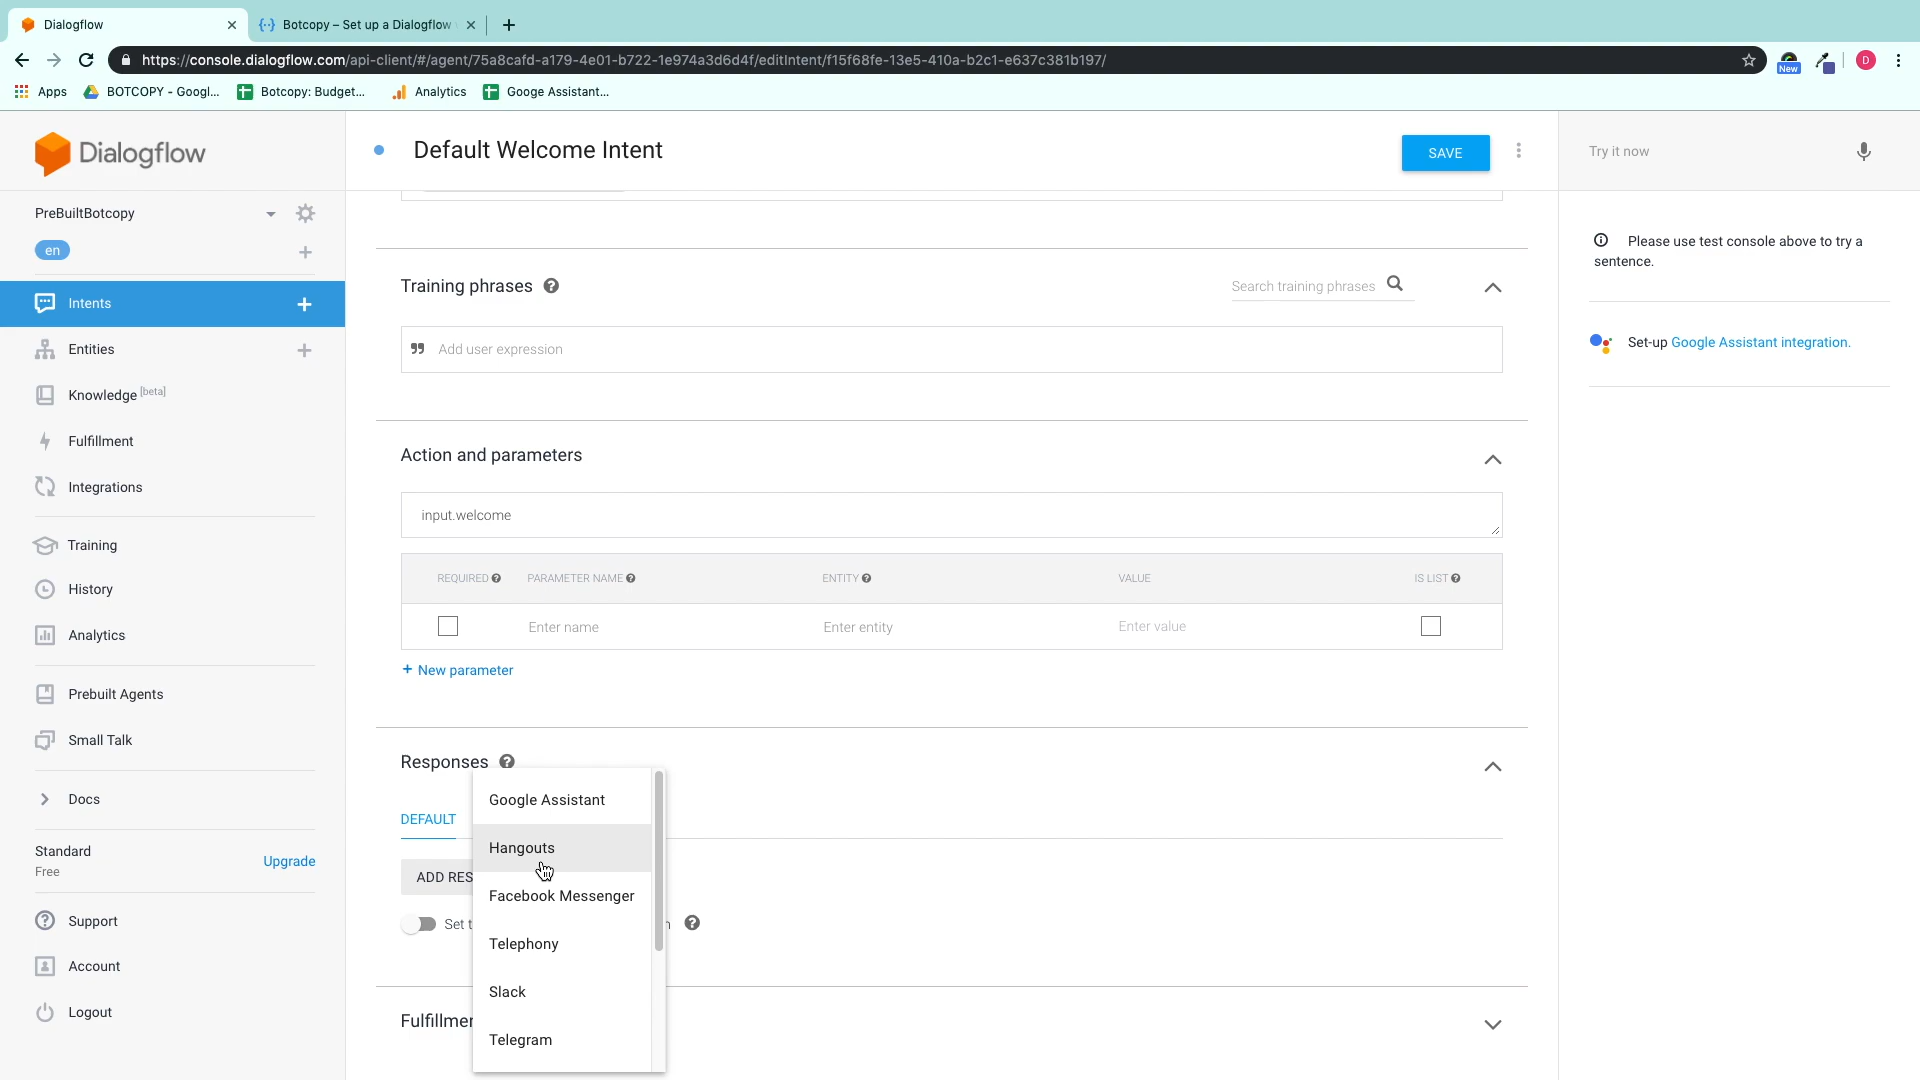 Dialogflow
Botcopy – Set up a Dialogflow
https://console.dialogflow.com/api-client/#/agent/75a8cafd-a179-4e01-b722-1e974a3d6d4f/editIntent/f15f68fe-13e5-410a-b2c1-e637c381b197/
New
D
Apps
BOTCOPY - Googl...
Botcopy: Budget...
Analytics
Googe Assistant...
Dialogflow
Default Welcome Intent
SAVE
Try it now
PreBuiltBotcopy
en
Intents
Entities
Knowledge [beta]
Fulfillment
Integrations
Training
History
Analytics
Prebuilt Agents
Small Talk
Docs
Standard
Free
Upgrade
Support
Account
Logout
Training phrases
Search training phrases
Add user expression
Action and parameters
input.welcome
REQUIRED PARAMETER NAME ENTITY VALUE IS LIST
Enter name Enter entity Enter value
+ New parameter
Responses
DEFAULT
ADD RES
Set t
Fulfillmer
Google Assistant
Hangouts
Facebook Messenger
Telephony
Slack
Telegram
Please use test console above to try a
sentence.
Set-up Google Assistant integration.